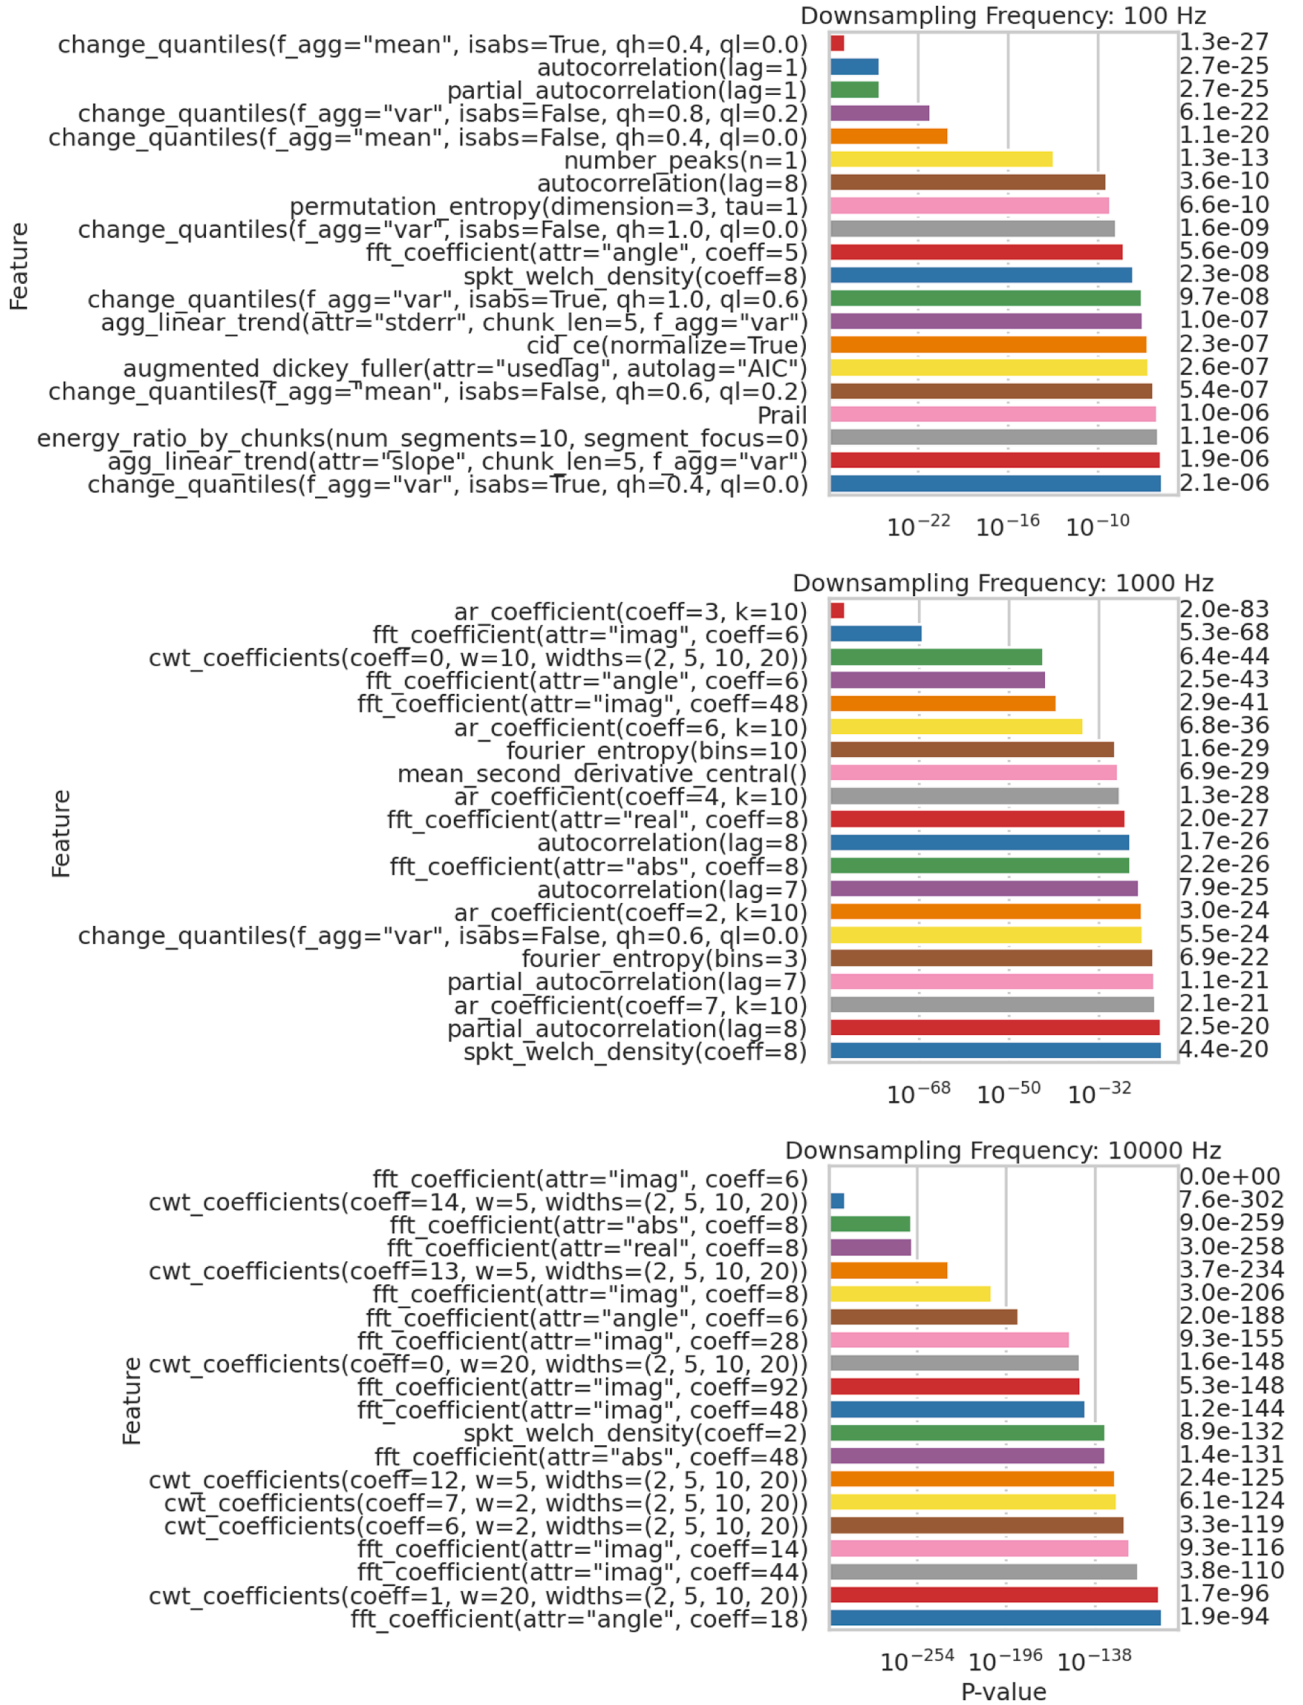 Downsampling Frequency: 100 Hz
Feature
change_quantiles(f_agg="mean", isabs=True, qh=0.4, ql=0.0) 1.3e-27
autocorrelation(lag=1) 2.7e-25
partial_autocorrelation(lag=1) 2.7e-25
change_quantiles(f_agg="var", isabs=False, qh=0.8, ql=0.2) 6.1e-22
change_quantiles(f_agg="mean", isabs=False, qh=0.4, ql=0.0) 1.1e-20
number_peaks(n=1) 1.3e-13
autocorrelation(lag=8) 3.6e-10
permutation_entropy(dimension=3, tau=1) 6.6e-10
change_quantiles(f_agg="var", isabs=False, qh=1.0, ql=0.0) 1.6e-09
fft_coefficient(attr="angle", coeff=5) 5.6e-09
spkt_welch_density(coeff=8) 2.3e-08
change_quantiles(f_agg="var", isabs=True, qh=1.0, ql=0.6) 9.7e-08
agg_linear_trend(attr="stderr", chunk_len=5, f_agg="var") 1.0e-07
cid_ce(normalize=True) 2.3e-07
augmented_dickey_fuller(attr="usedlag", autolag="AIC") 2.6e-07
change_quantiles(f_agg="mean", isabs=False, qh=0.6, ql=0.2) 5.4e-07
Prail 1.0e-06
energy_ratio_by_chunks(num_segments=10, segment_focus=0) 1.1e-06
agg_linear_trend(attr="slope", chunk_len=5, f_agg="var") 1.9e-06
change_quantiles(f_agg="var", isabs=True, qh=0.4, ql=0.0) 2.1e-06
10⁻²² 10⁻¹⁶ 10⁻¹⁰
Downsampling Frequency: 1000 Hz
Feature
ar_coefficient(coeff=3, k=10) 2.0e-83
fft_coefficient(attr="imag", coeff=6) 5.3e-68
cwt_coefficients(coeff=0, w=10, widths=(2, 5, 10, 20)) 6.4e-44
fft_coefficient(attr="angle", coeff=6) 2.5e-43
fft_coefficient(attr="imag", coeff=48) 2.9e-41
ar_coefficient(coeff=6, k=10) 6.8e-36
fourier_entropy(bins=10) 1.6e-29
mean_second_derivative_central() 6.9e-29
ar_coefficient(coeff=4, k=10) 1.3e-28
fft_coefficient(attr="real", coeff=8) 2.0e-27
autocorrelation(lag=8) 1.7e-26
fft_coefficient(attr="abs", coeff=8) 2.2e-26
autocorrelation(lag=7) 7.9e-25
ar_coefficient(coeff=2, k=10) 3.0e-24
change_quantiles(f_agg="var", isabs=False, qh=0.6, ql=0.0) 5.5e-24
fourier_entropy(bins=3) 6.9e-22
partial_autocorrelation(lag=7) 1.1e-21
ar_coefficient(coeff=7, k=10) 2.1e-21
partial_autocorrelation(lag=8) 2.5e-20
spkt_welch_density(coeff=8) 4.4e-20
10⁻⁶⁸ 10⁻⁵⁰ 10⁻³²
Downsampling Frequency: 10000 Hz
Feature
fft_coefficient(attr="imag", coeff=6) 0.0e+00
cwt_coefficients(coeff=14, w=5, widths=(2, 5, 10, 20)) 7.6e-302
fft_coefficient(attr="abs", coeff=8) 9.0e-259
fft_coefficient(attr="real", coeff=8) 3.0e-258
cwt_coefficients(coeff=13, w=5, widths=(2, 5, 10, 20)) 3.7e-234
fft_coefficient(attr="imag", coeff=8) 3.0e-206
fft_coefficient(attr="angle", coeff=6) 2.0e-188
fft_coefficient(attr="imag", coeff=28) 9.3e-155
cwt_coefficients(coeff=0, w=20, widths=(2, 5, 10, 20)) 1.6e-148
fft_coefficient(attr="imag", coeff=92) 5.3e-148
fft_coefficient(attr="imag", coeff=48) 1.2e-144
spkt_welch_density(coeff=2) 8.9e-132
fft_coefficient(attr="abs", coeff=48) 1.4e-131
cwt_coefficients(coeff=12, w=5, widths=(2, 5, 10, 20)) 2.4e-125
cwt_coefficients(coeff=7, w=2, widths=(2, 5, 10, 20)) 6.1e-124
cwt_coefficients(coeff=6, w=2, widths=(2, 5, 10, 20)) 3.3e-119
fft_coefficient(attr="imag", coeff=14) 9.3e-116
fft_coefficient(attr="imag", coeff=44) 3.8e-110
cwt_coefficients(coeff=1, w=20, widths=(2, 5, 10, 20)) 1.7e-96
fft_coefficient(attr="angle", coeff=18) 1.9e-94
10⁻²⁵⁴ 10⁻¹⁹⁶ 10⁻¹³⁸
P-value